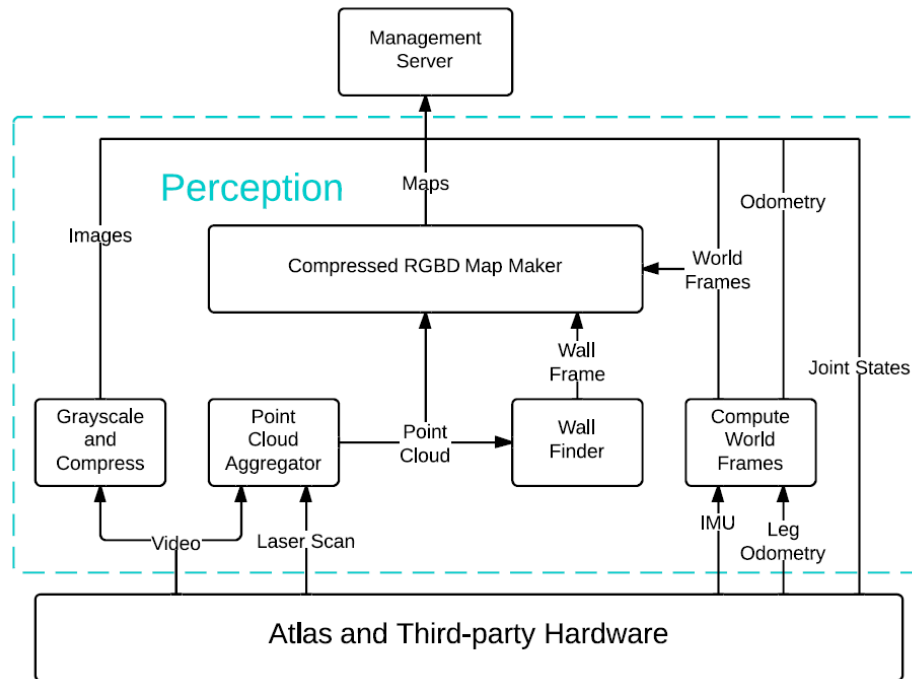 Management
Server
Perception
Maps
Odometry
Images
Compressed RGBD Map Maker
World
Frames
Wall
Frame
Joint States
Grayscale
and
Compress
Point
Cloud
Aggregator
Point
Cloud
Wall
Finder
Compute
World
Frames
Video
Laser Scan
IMU
Leg
Odometry
Atlas and Third-party Hardware